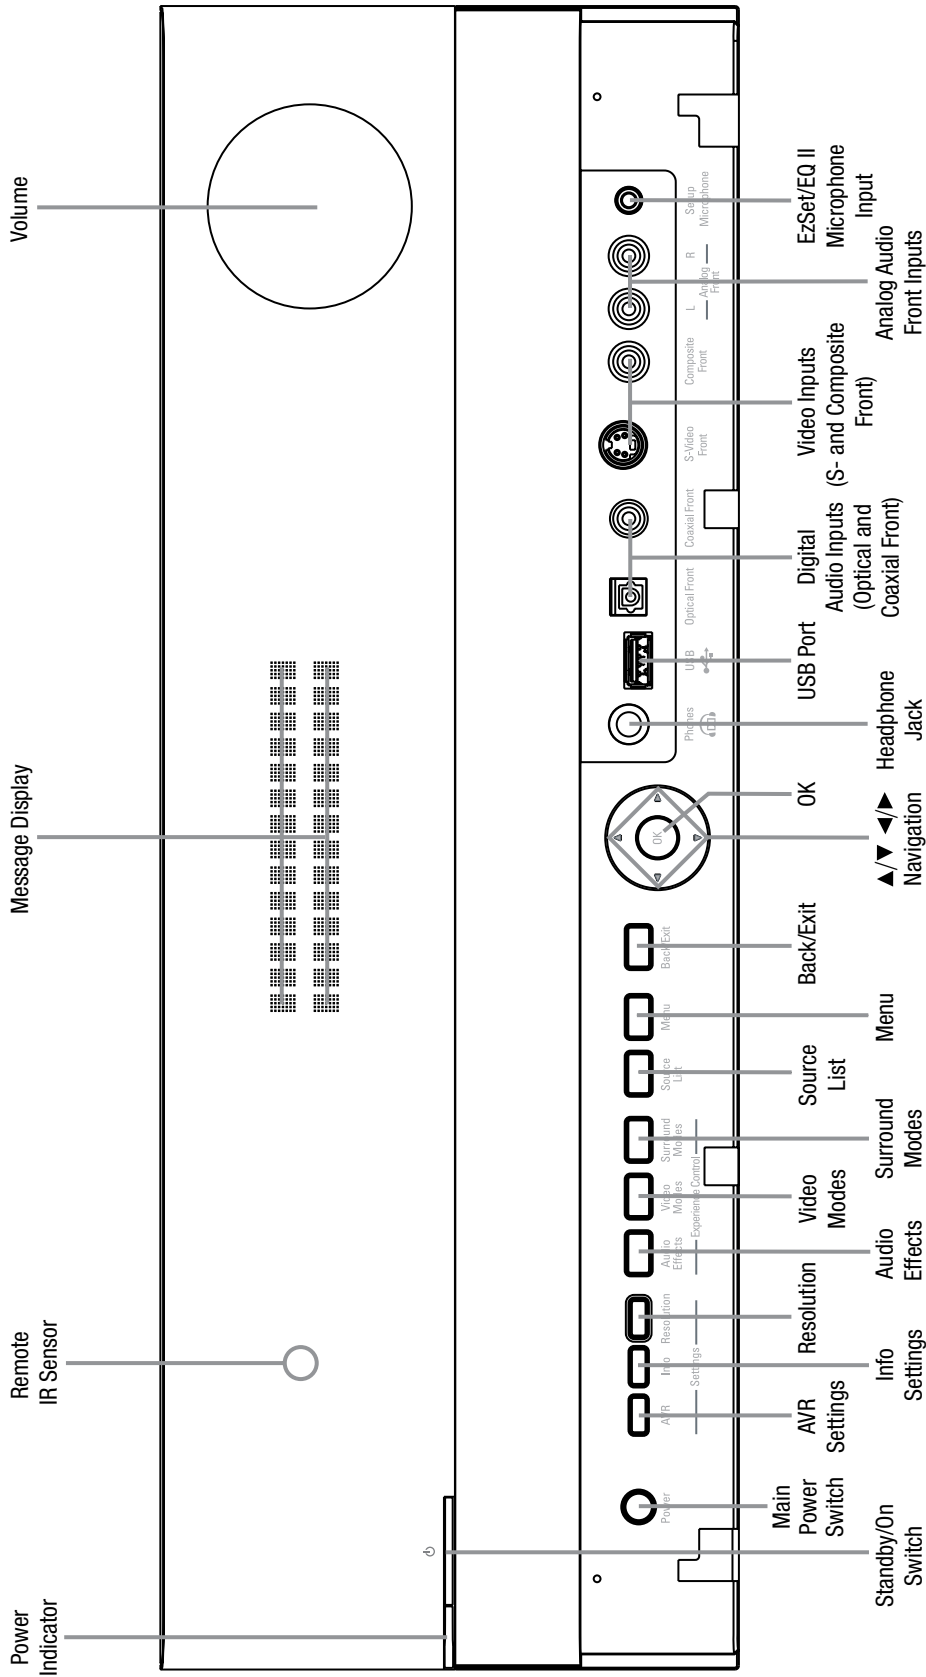 Power
Indicator
Remote
IR Sensor
Message Display
Volume
Power
AVR
Info
Resolution
Settings
Audio
Effects
Video
Modes
Surround
Modes
Experience Control
Source
List
Menu
Back/Exit
OK
Phones
USB
Optical Front
Coaxial Front
S-Video
Front
Composite
Front
L
R
Analog
Front
Setup
Microphone
Standby/On
Switch
Main
Power
Switch
AVR
Settings
Info
Settings
Resolution
Audio
Effects
Video
Modes
Surround
Modes
Source
List
Menu
Back/Exit
▲/▼ ◀/▶
Navigation
OK
Headphone
Jack
USB Port
Digital
Audio Inputs
(Optical and
Coaxial Front)
Video Inputs
(S- and Composite
Front)
Analog Audio
Front Inputs
EzSet/EQ II
Microphone
Input